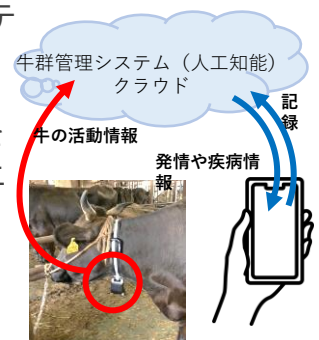 テ
牛群管理システム（人工知能）
クラウド
記
録
牛の活動情報
発情や疾病情
報